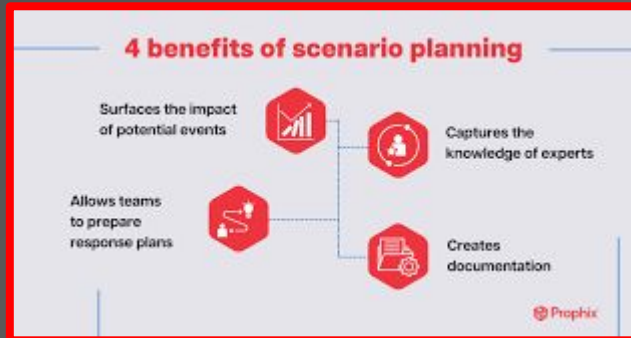 4 benefits of scenario planning
Surfaces the impact
of potential events
Captures the
knowledge of experts
Allows teams
to prepare
response plans
Creates
documentation
Prophix